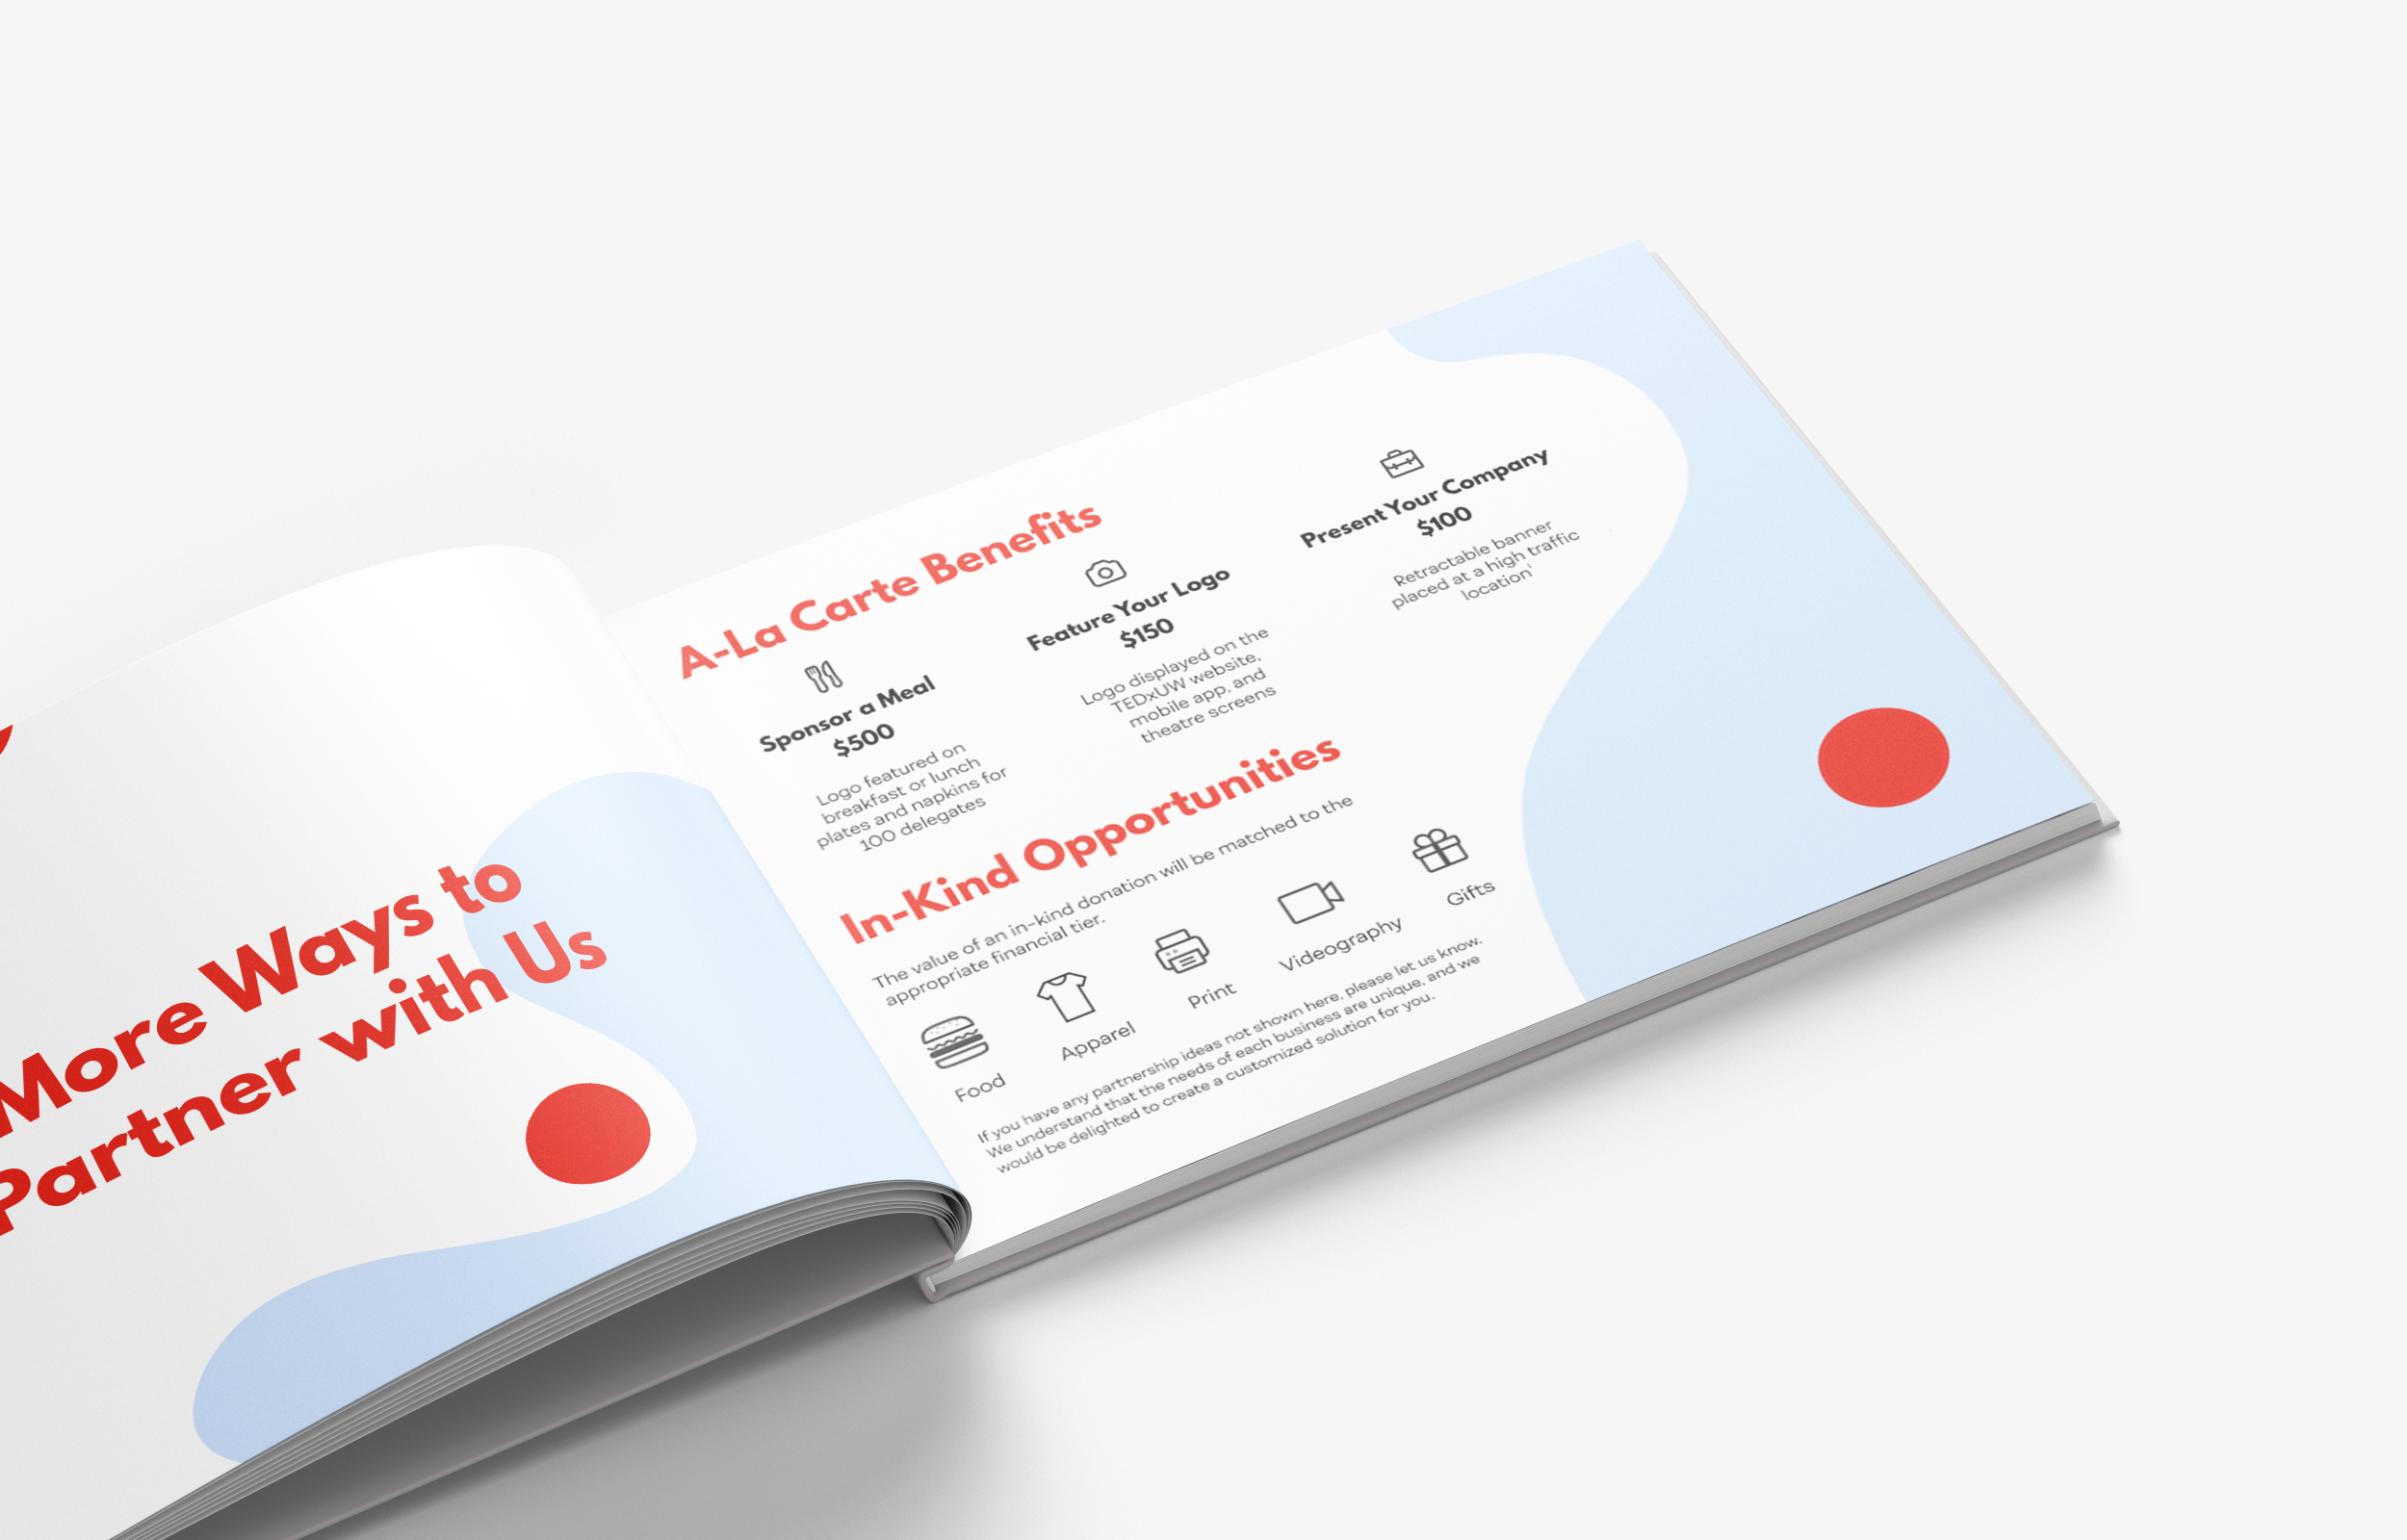 More Ways to
Partner with Us
A-La Carte Benefits
Sponsor a Meal
$500
Logo featured on
breakfast or lunch
plates and napkins for
100 delegates
Feature Your Logo
$150
Logo displayed on the
TEDxUW website,
mobile app, and
theatre screens
Present Your Company
$100
Retractable banner
placed at a high traffic
location¹
In-Kind Opportunities
The value of an in-kind donation will be matched to the
appropriate financial tier.
Food
Apparel
Print
Videography
Gifts
If you have any partnership ideas not shown here, please let us know.
We understand that the needs of each business are unique, and we
would be delighted to create a customized solution for you.